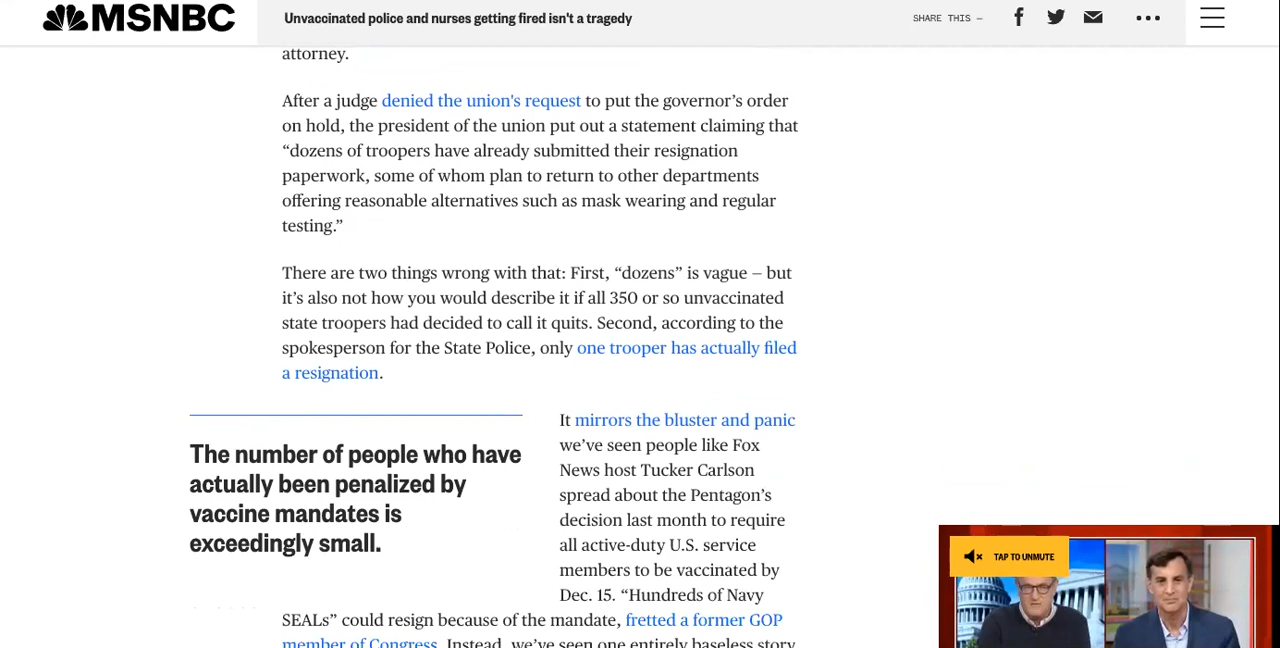 MSNBC
Unvaccinated police and nurses getting fired isn't a tragedy
SHARE THIS —
attorney.
After a judge denied the union's request to put the governor’s order
on hold, the president of the union put out a statement claiming that
“dozens of troopers have already submitted their resignation
paperwork, some of whom plan to return to other departments
offering reasonable alternatives such as mask wearing and regular
testing.”
There are two things wrong with that: First, “dozens” is vague — but
it’s also not how you would describe it if all 350 or so unvaccinated
state troopers had decided to call it quits. Second, according to the
spokesperson for the State Police, only one trooper has actually filed
a resignation.
The number of people who have
actually been penalized by
vaccine mandates is
exceedingly small.
It mirrors the bluster and panic
we’ve seen people like Fox
News host Tucker Carlson
spread about the Pentagon’s
decision last month to require
all active-duty U.S. service
members to be vaccinated by
Dec. 15. “Hundreds of Navy
SEALs” could resign because of the mandate, fretted a former GOP
member of Congress. Instead, we’ve seen one entirely baseless story
TAP TO UNMUTE